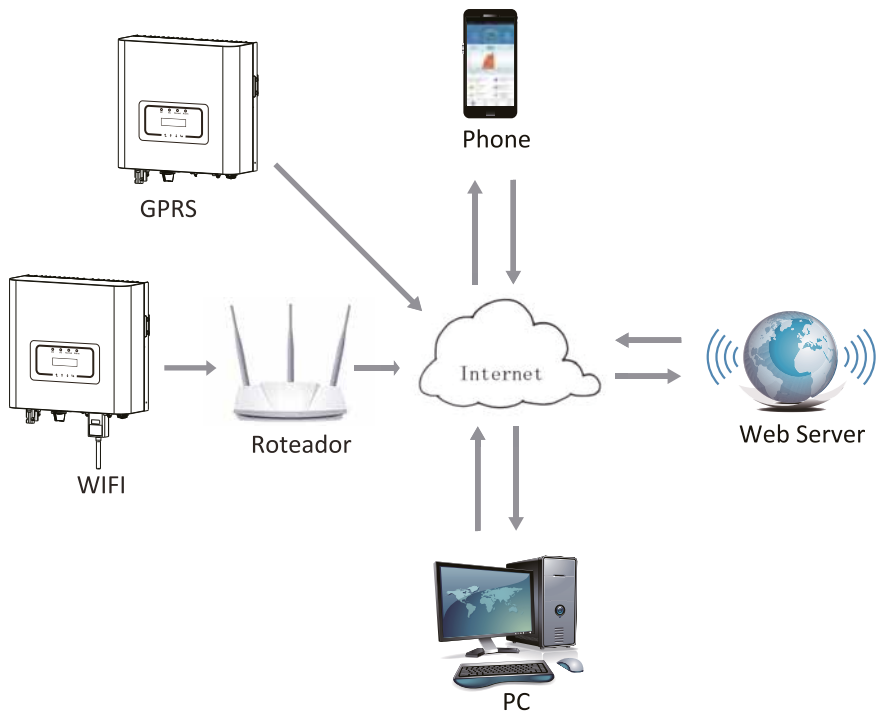 Phone
GPRS
Internet
Web Server
Roteador
WIFI
PC